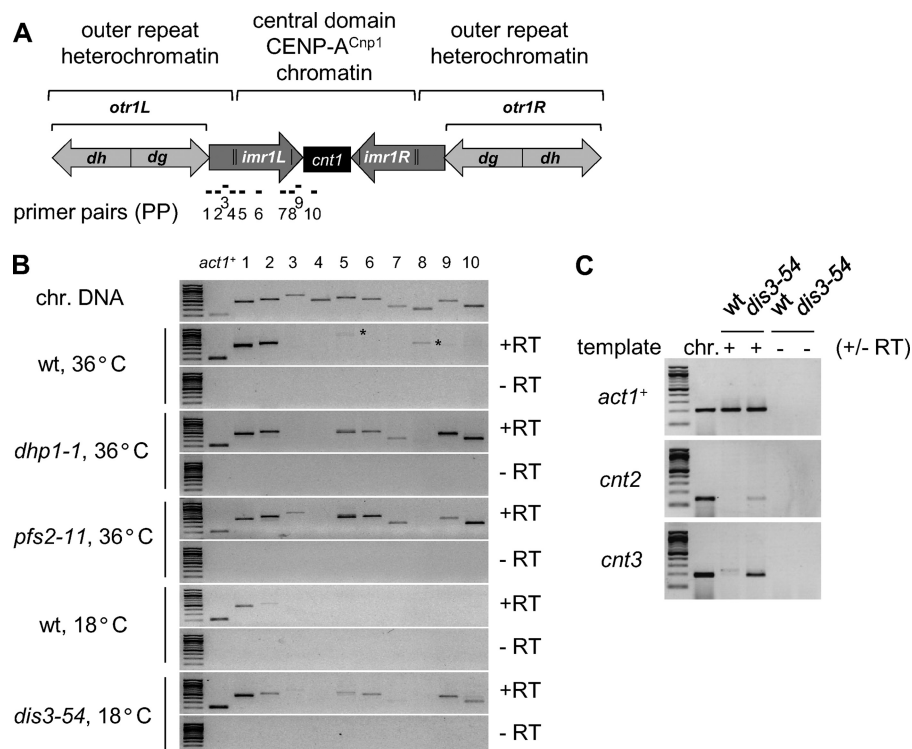 A
outer repeat heterochromatin
central domain CENP-A^Cnp1 chromatin
outer repeat heterochromatin
otr1L
otr1R
dh dg imr1L cnt1 imr1R dg dh
primer pairs (PP)
1 2 3 4 5 6 7 8 9 10
B
act1+ 1 2 3 4 5 6 7 8 9 10
chr. DNA
wt, 36°C
* *
+RT
- RT
dhp1-1, 36°C
+RT
- RT
pfs2-11, 36°C
+RT
- RT
wt, 18°C
+RT
- RT
dis3-54, 18°C
+RT
- RT
C
wt dis3-54 wt dis3-54
template chr. + + - - (+/- RT)
act1+
cnt2
cnt3